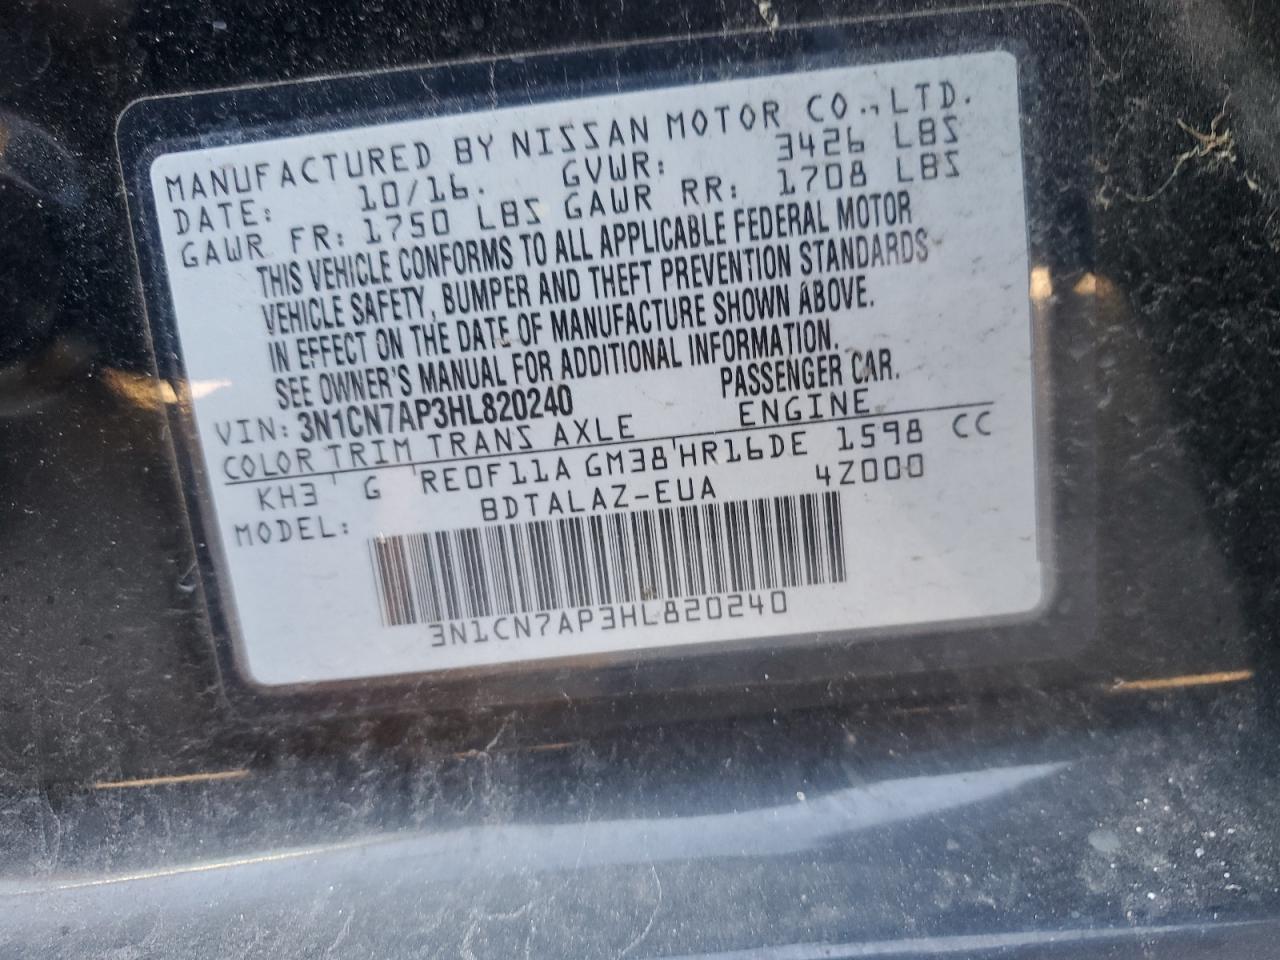 MANUFACTURED BY NISSAN MOTOR CO.,LTD.
DATE: 10/16. GVWR: 3426 LBS
GAWR FR: 1750 LBS GAWR RR: 1708 LBS
THIS VEHICLE CONFORMS TO ALL APPLICABLE FEDERAL MOTOR
VEHICLE SAFETY, BUMPER AND THEFT PREVENTION STANDARDS
IN EFFECT ON THE DATE OF MANUFACTURE SHOWN ABOVE.
SEE OWNER'S MANUAL FOR ADDITIONAL INFORMATION.
VIN: 3N1CN7AP3HL820240 PASSENGER CAR.
COLOR TRIM TRANS AXLE ENGINE
KH3 ' G ' RE0F11A GM38 ' HR16DE 1598 CC
MODEL: BDTALAZ-EUA 4Z000
3N1CN7AP3HL820240